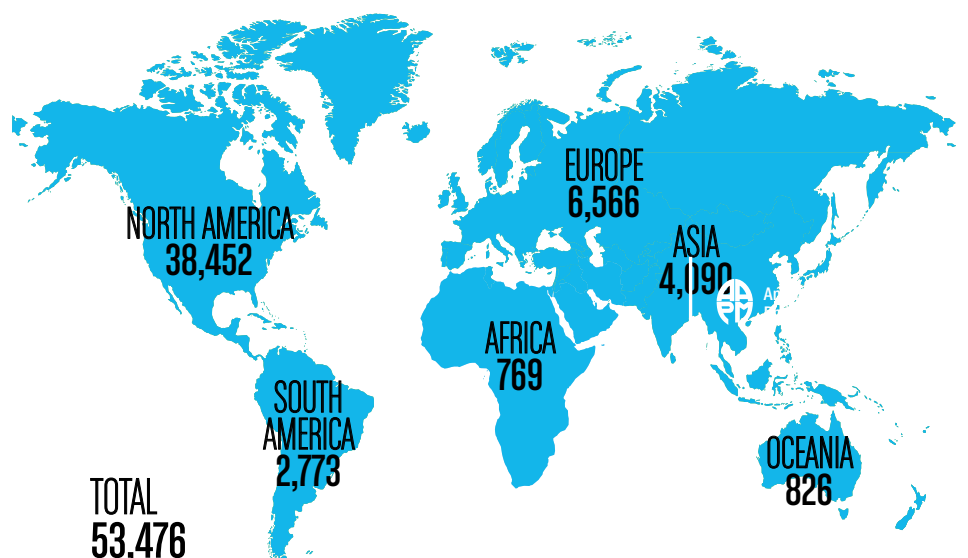 EUROPE
6,566
NORTH AMERICA
38,452
ASIA
4,090
AFRICA
769
SOUTH
AMERICA
2,773
OCEANIA
826
TOTAL
53,476